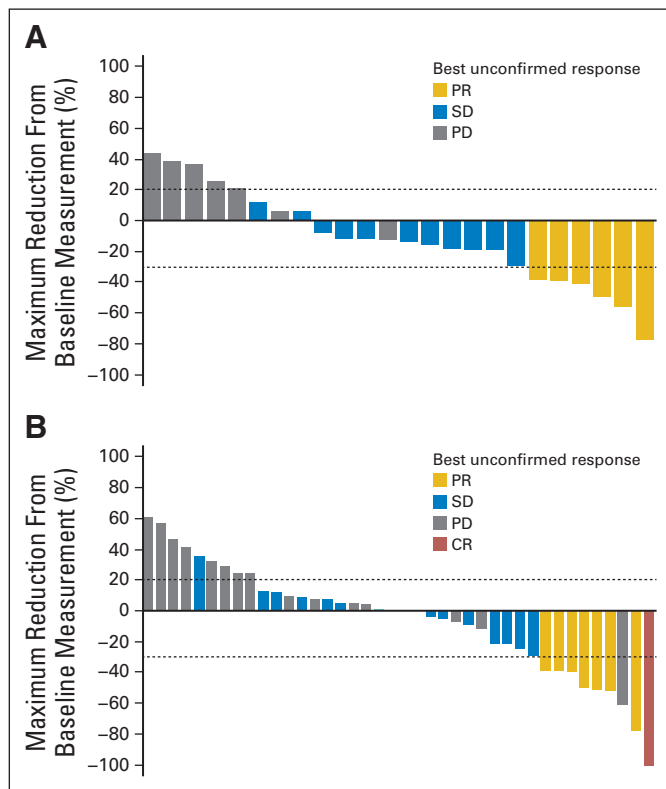 A
Maximum Reduction From
Baseline Measurement (%)
100
80
60
40
20
0
−20
−40
−60
−80
−100
Best unconfirmed response
PR
SD
PD
B
Maximum Reduction From
Baseline Measurement (%)
100
80
60
40
20
0
−20
−40
−60
−80
−100
Best unconfirmed response
PR
SD
PD
CR